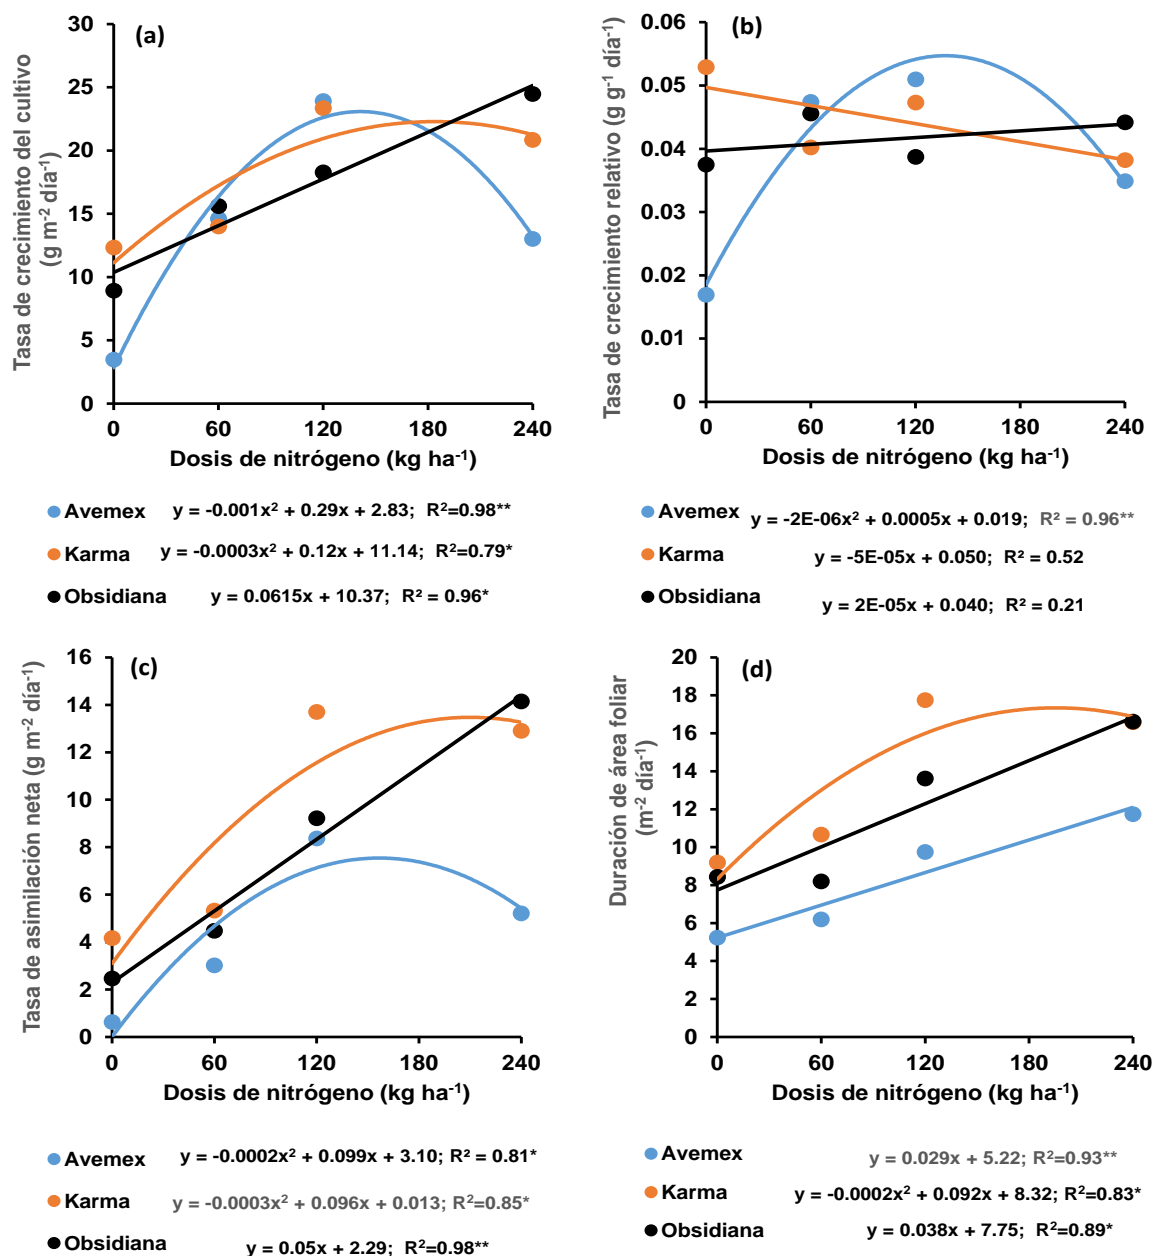 (a)
Tasa de crecimiento del cultivo
(g m⁻² día⁻¹)
30
25
20
15
10
5
0
0 60 120 180 240
Dosis de nitrógeno (kg ha⁻¹)
Avemex y = -0.001x² + 0.29x + 2.83; R²=0.98**
Karma y = -0.0003x² + 0.12x + 11.14; R²=0.79*
Obsidiana y = 0.0615x + 10.37; R² = 0.96*
(b)
Tasa de crecimiento relativo (g g⁻¹ día⁻¹)
0.06
0.05
0.04
0.03
0.02
0.01
0
0 60 120 180 240
Dosis de nitrógeno (kg ha⁻¹)
Avemex y = -2E-06x² + 0.0005x + 0.019; R² = 0.96**
Karma y = -5E-05x + 0.050; R² = 0.52
Obsidiana y = 2E-05x + 0.040; R² = 0.21
(c)
Tasa de asimilación neta (g m⁻² día⁻¹)
16
14
12
10
8
6
4
2
0
0 60 120 180 240
Dosis de nitrógeno (kg ha⁻¹)
Avemex y = -0.0002x² + 0.099x + 3.10; R² = 0.81*
Karma y = -0.0003x² + 0.096x + 0.013; R²=0.85*
Obsidiana y = 0.05x + 2.29; R²=0.98**
(d)
Duración de área foliar
(m⁻² día⁻¹)
20
18
16
14
12
10
8
6
4
2
0
0 60 120 180 240
Dosis de nitrógeno (kg ha⁻¹)
Avemex y = 0.029x + 5.22; R²=0.93**
Karma y = -0.0002x² + 0.092x + 8.32; R²=0.83*
Obsidiana y = 0.038x + 7.75; R²=0.89*